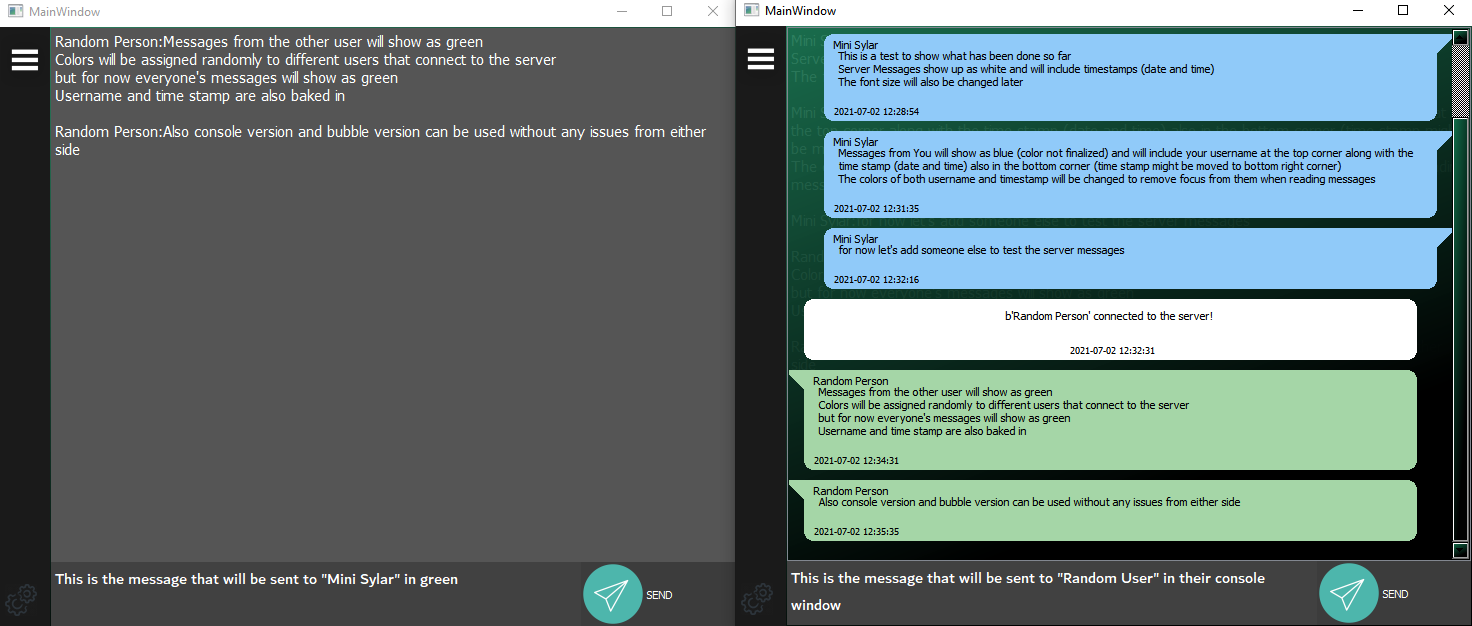 MainWindow
Random Person:Messages from the other user will show as green
Colors will be assigned randomly to different users that connect to the server
but for now everyone's messages will show as green
Username and time stamp are also baked in
Random Person:Also console version and bubble version can be used without any issues from either
side
This is the message that will be sent to "Mini Sylar" in green
SEND
MainWindow
Mini Sylar
This is a test to show what has been done so far
Server Messages show up as white and will include timestamps (date and time)
The font size will also be changed later
2021-07-02 12:28:54
Mini Sylar
Messages from You will show as blue (color not finalized) and will include your username at the top corner along with the
time stamp (date and time) also in the bottom corner (time stamp might be moved to bottom right corner)
The colors of both username and timestamp will be changed to remove focus from them when reading messages
2021-07-02 12:31:35
Mini Sylar
for now let's add someone else to test the server messages
2021-07-02 12:32:16
b'Random Person' connected to the server!
2021-07-02 12:32:31
Random Person
Messages from the other user will show as green
Colors will be assigned randomly to different users that connect to the server
but for now everyone's messages will show as green
Username and time stamp are also baked in
2021-07-02 12:34:31
Random Person
Also console version and bubble version can be used without any issues from either side
2021-07-02 12:35:35
This is the message that will be sent to "Random User" in their console
window
SEND